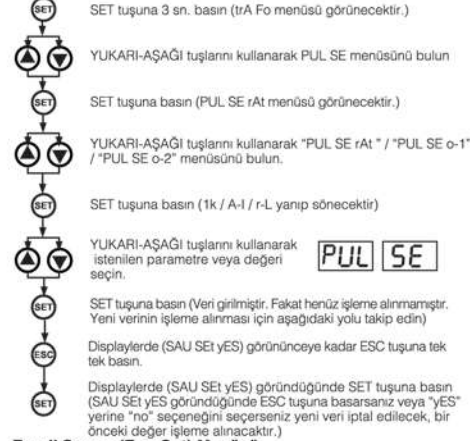 SET
SET tuşuna 3 sn. basın (trA Fo menüsü görünecektir.)
YUKARI-AŞAĞI tuşlarını kullanarak PUL SE menüsünü bulun
SET
SET tuşuna basın (PUL SE rAt menüsü görünecektir.)
YUKARI-AŞAĞI tuşlarını kullanarak "PUL SE rAt " / "PUL SE o-1"
/ "PUL SE o-2" menüsünü bulun.
SET
SET tuşuna basın (1k / A-I / r-L yanıp sönecektir)
YUKARI-AŞAĞI tuşlarını kullanarak
istenilen parametre veya değeri
seçin.
PUL SE
SET
SET tuşuna basın (Veri girilmiştir. Fakat henüz işleme alınmamıştır.
Yeni verinin işleme alınması için aşağıdaki yolu takip edin)
ESC
Displaylerde (SAU SEt yES) görününceye kadar ESC tuşuna tek
tek basın.
SET
Displaylerde (SAU SEt yES) göründüğünde SET tuşuna basın
(SAU SEt yES göründüğünde ESC tuşuna basarsanız veya "yES"
yerine "no" seçeneğini seçerseniz yeni veri iptal edilecek, bir
önceki değer işleme alınacaktır.)